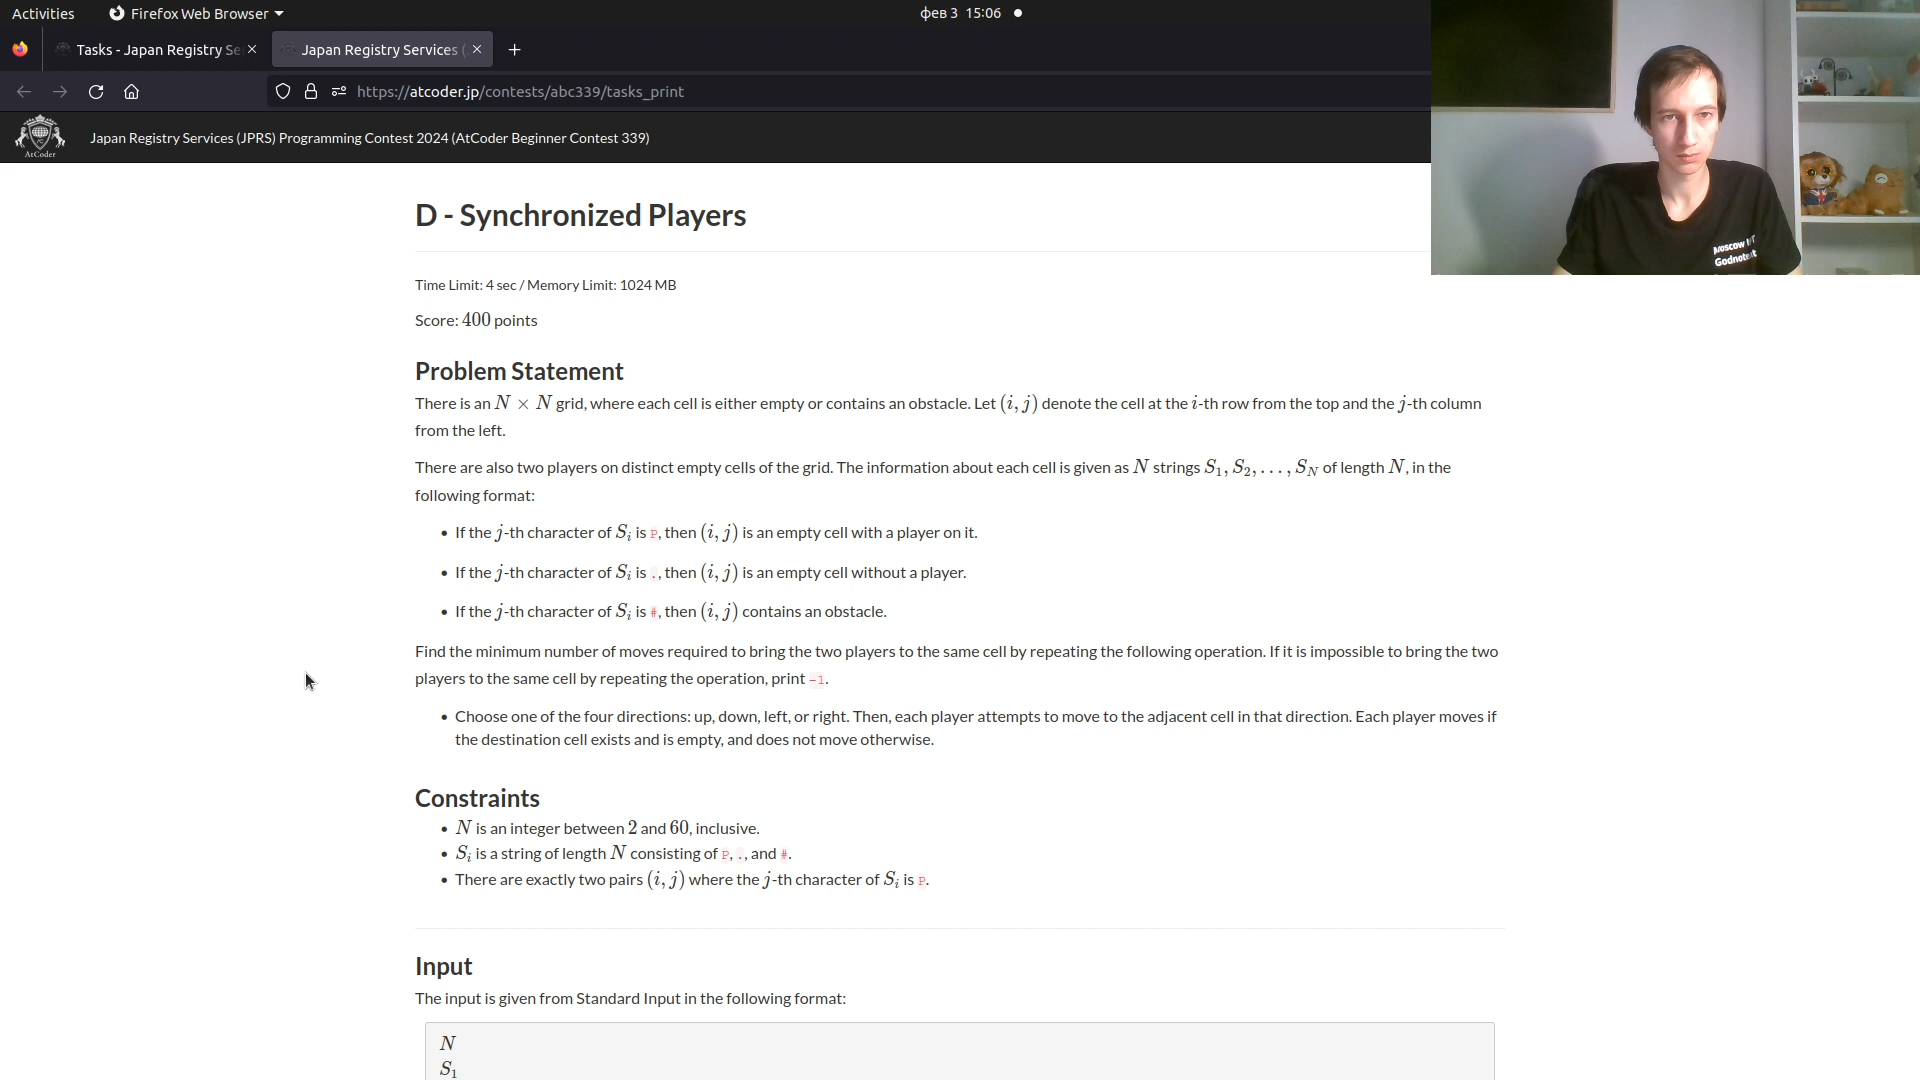 Activities
Firefox Web Browser
фев 3 15:06
Tasks - Japan Registry Se
Japan Registry Services (
https://atcoder.jp/contests/abc339/tasks_print
AtCoder
Japan Registry Services (JPRS) Programming Contest 2024 (AtCoder Beginner Contest 339)
D - Synchronized Players
Time Limit: 4 sec / Memory Limit: 1024 MB
Score: 400 points
Problem Statement
There is an N × N grid, where each cell is either empty or contains an obstacle. Let (i, j) denote the cell at the i-th row from the top and the j-th column
from the left.
There are also two players on distinct empty cells of the grid. The information about each cell is given as N strings S₁, S₂, . . . , S_N of length N, in the
following format:
• If the j-th character of Sᵢ is P, then (i, j) is an empty cell with a player on it.
• If the j-th character of Sᵢ is ., then (i, j) is an empty cell without a player.
• If the j-th character of Sᵢ is #, then (i, j) contains an obstacle.
Find the minimum number of moves required to bring the two players to the same cell by repeating the following operation. If it is impossible to bring the two
players to the same cell by repeating the operation, print -1.
• Choose one of the four directions: up, down, left, or right. Then, each player attempts to move to the adjacent cell in that direction. Each player moves if
the destination cell exists and is empty, and does not move otherwise.
Constraints
• N is an integer between 2 and 60, inclusive.
• Sᵢ is a string of length N consisting of P, ., and #.
• There are exactly two pairs (i, j) where the j-th character of Sᵢ is P.
Input
The input is given from Standard Input in the following format:
N
S₁
Moscow